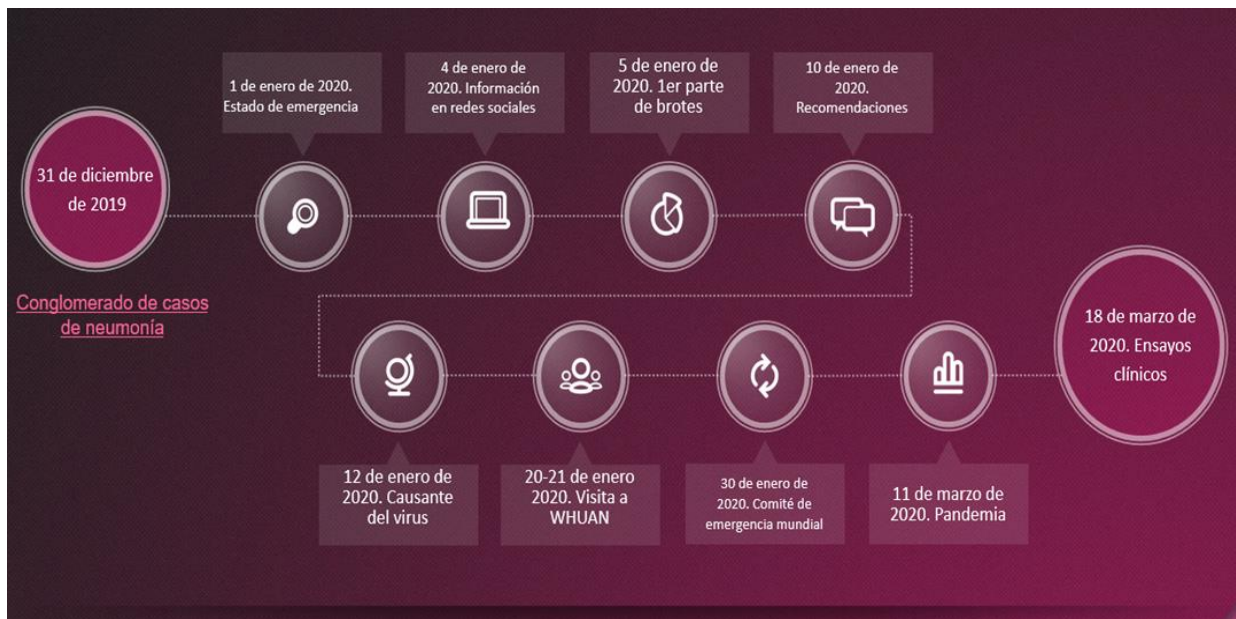 31 de diciembre
de 2019
Conglomerado de casos
de neumonía
1 de enero de 2020.
Estado de emergencia
4 de enero de
2020. Información
en redes sociales
5 de enero de
2020. 1er parte
de brotes
10 de enero de
2020.
Recomendaciones
12 de enero de
2020. Causante
del virus
20-21 de enero
2020. Visita a
WHUAN
30 de enero de
2020. Comité de
emergencia mundial
11 de marzo de
2020. Pandemia
18 de marzo de
2020. Ensayos
clínicos